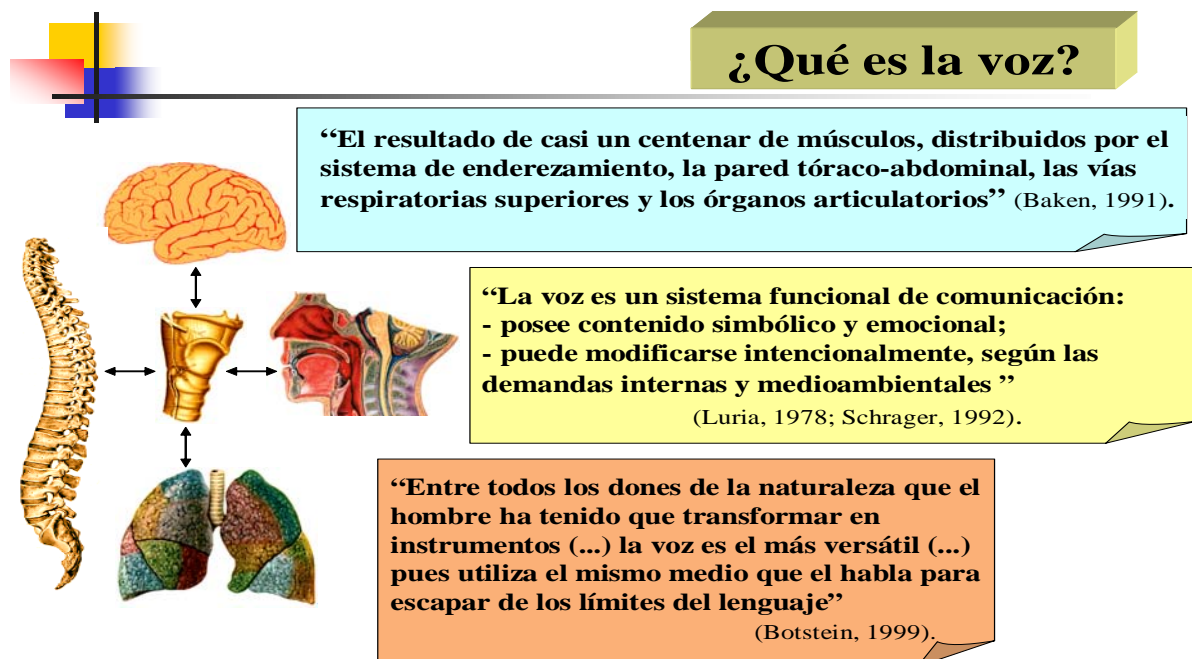 ¿Qué es la voz?
“El resultado de casi un centenar de músculos, distribuidos por el
sistema de enderezamiento, la pared tóraco-abdominal, las vías
respiratorias superiores y los órganos articulatorios” (Baken, 1991).
“La voz es un sistema funcional de comunicación:
- posee contenido simbólico y emocional;
- puede modificarse intencionalmente, según las
demandas internas y medioambientales ”
(Luria, 1978; Schrager, 1992).
“Entre todos los dones de la naturaleza que el
hombre ha tenido que transformar en
instrumentos (...) la voz es el más versátil (...)
pues utiliza el mismo medio que el habla para
escapar de los límites del lenguaje”
(Botstein, 1999).